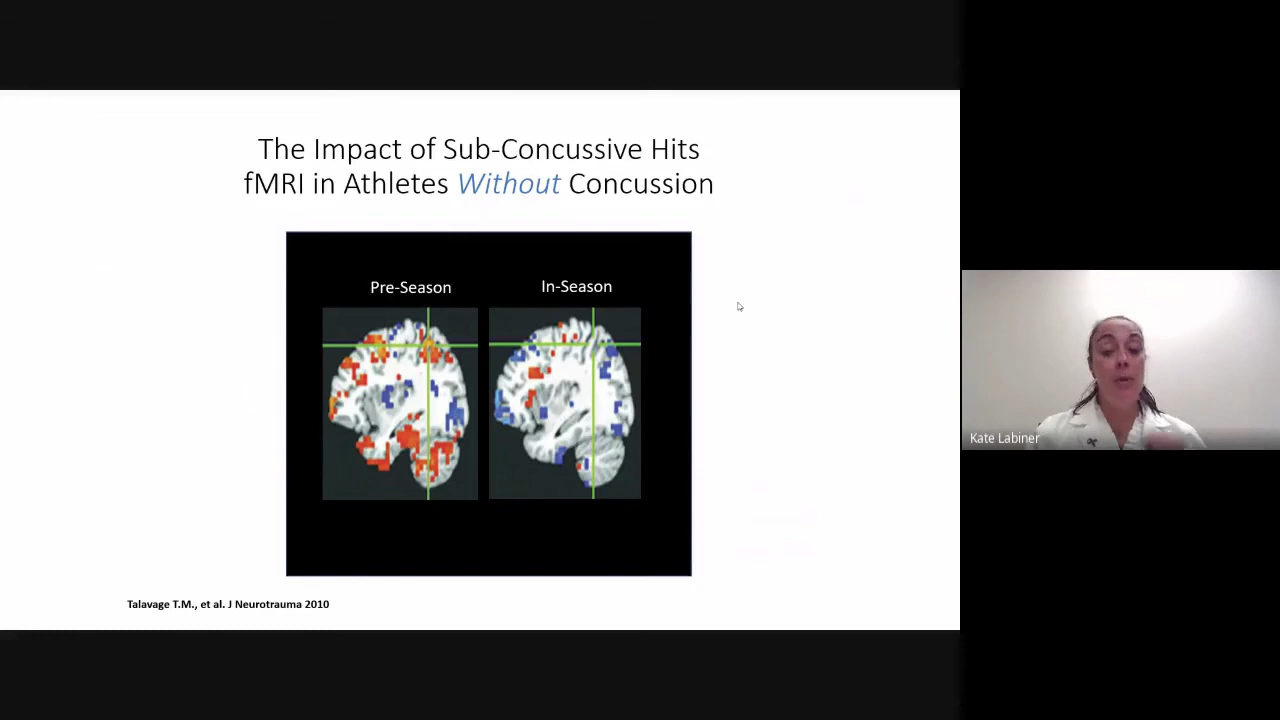 The Impact of Sub-Concussive Hits
fMRI in Athletes Without Concussion
Pre-Season
In-Season
Talavage T.M., et al. J Neurotrauma 2010
Kate Labiner